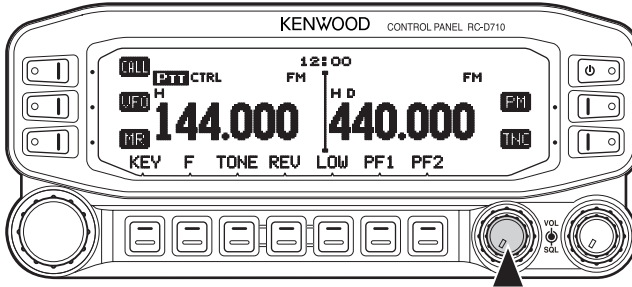 KENWOOD CONTROL PANEL RC-D710
12:00
CALL PTT CTRL FM FM
VFO H H D PM
MR 144.000 440.000 TNC
KEY F TONE REV LOW PF1 PF2
VOL
SQL